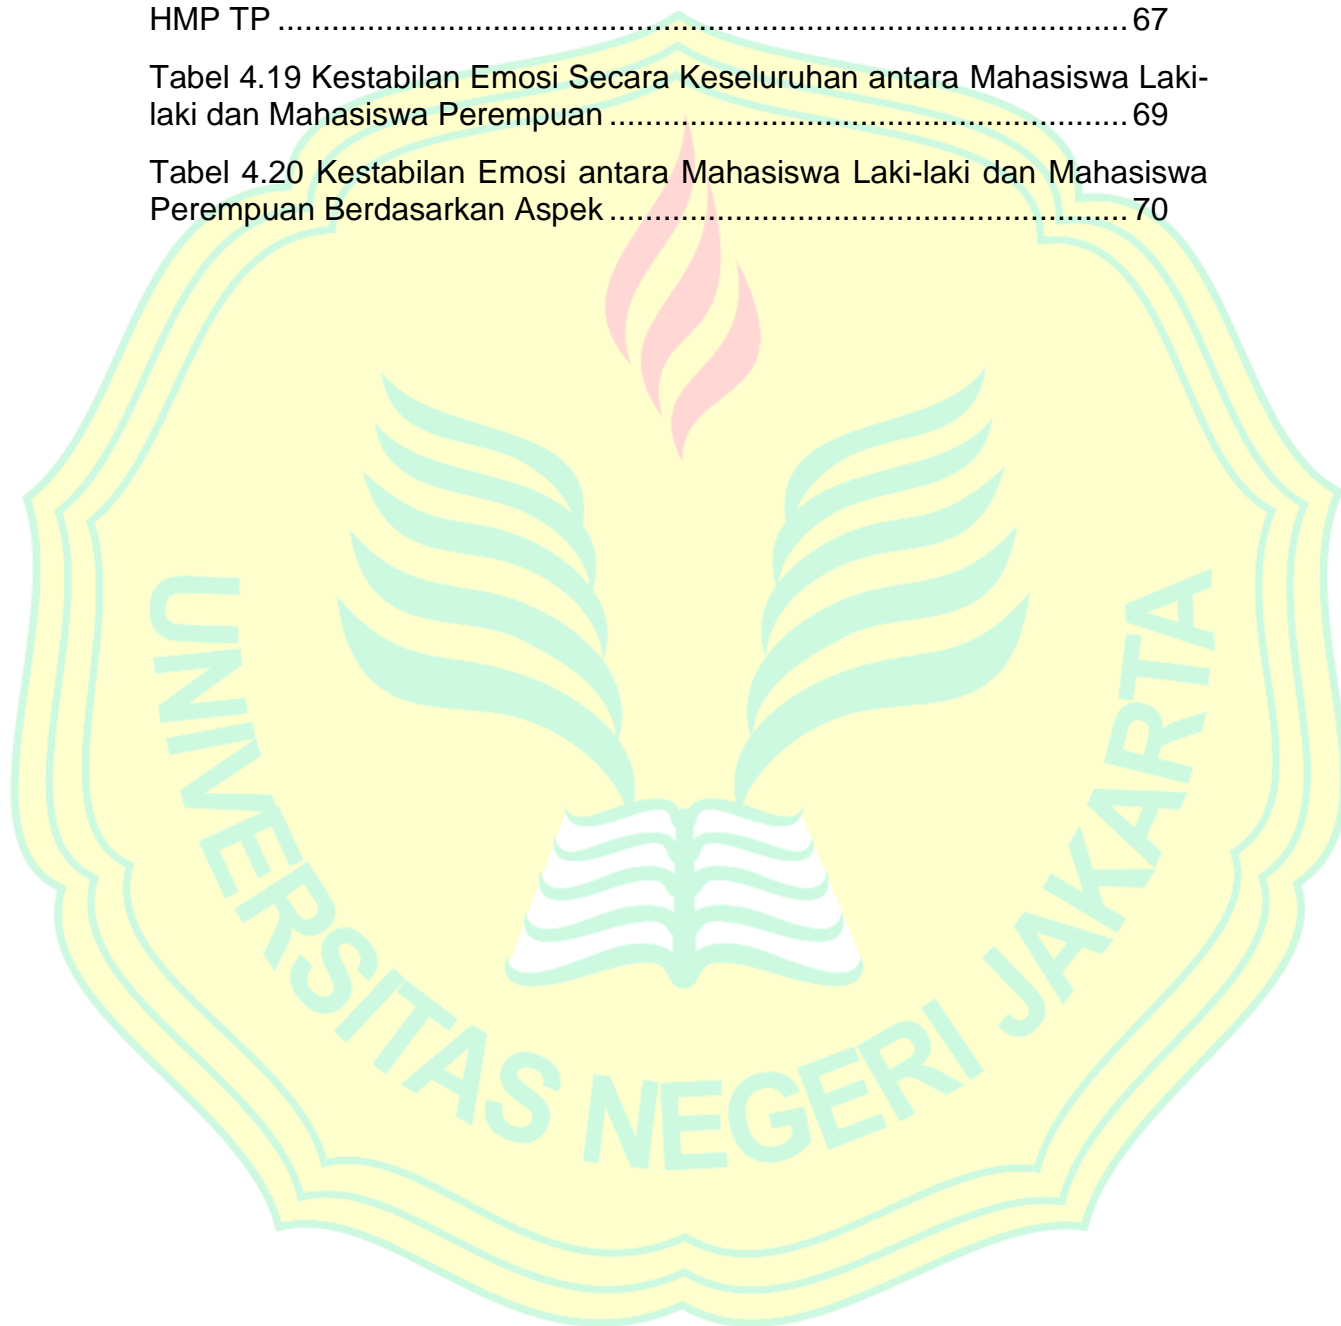 HMP TP ................................................................................................ 67
Tabel 4.19 Kestabilan Emosi Secara Keseluruhan antara Mahasiswa Laki-
laki dan Mahasiswa Perempuan .......................................................... 69
Tabel 4.20 Kestabilan Emosi antara Mahasiswa Laki-laki dan Mahasiswa
Perempuan Berdasarkan Aspek .......................................................... 70
UNIVERSITAS NEGERI JAKARTA